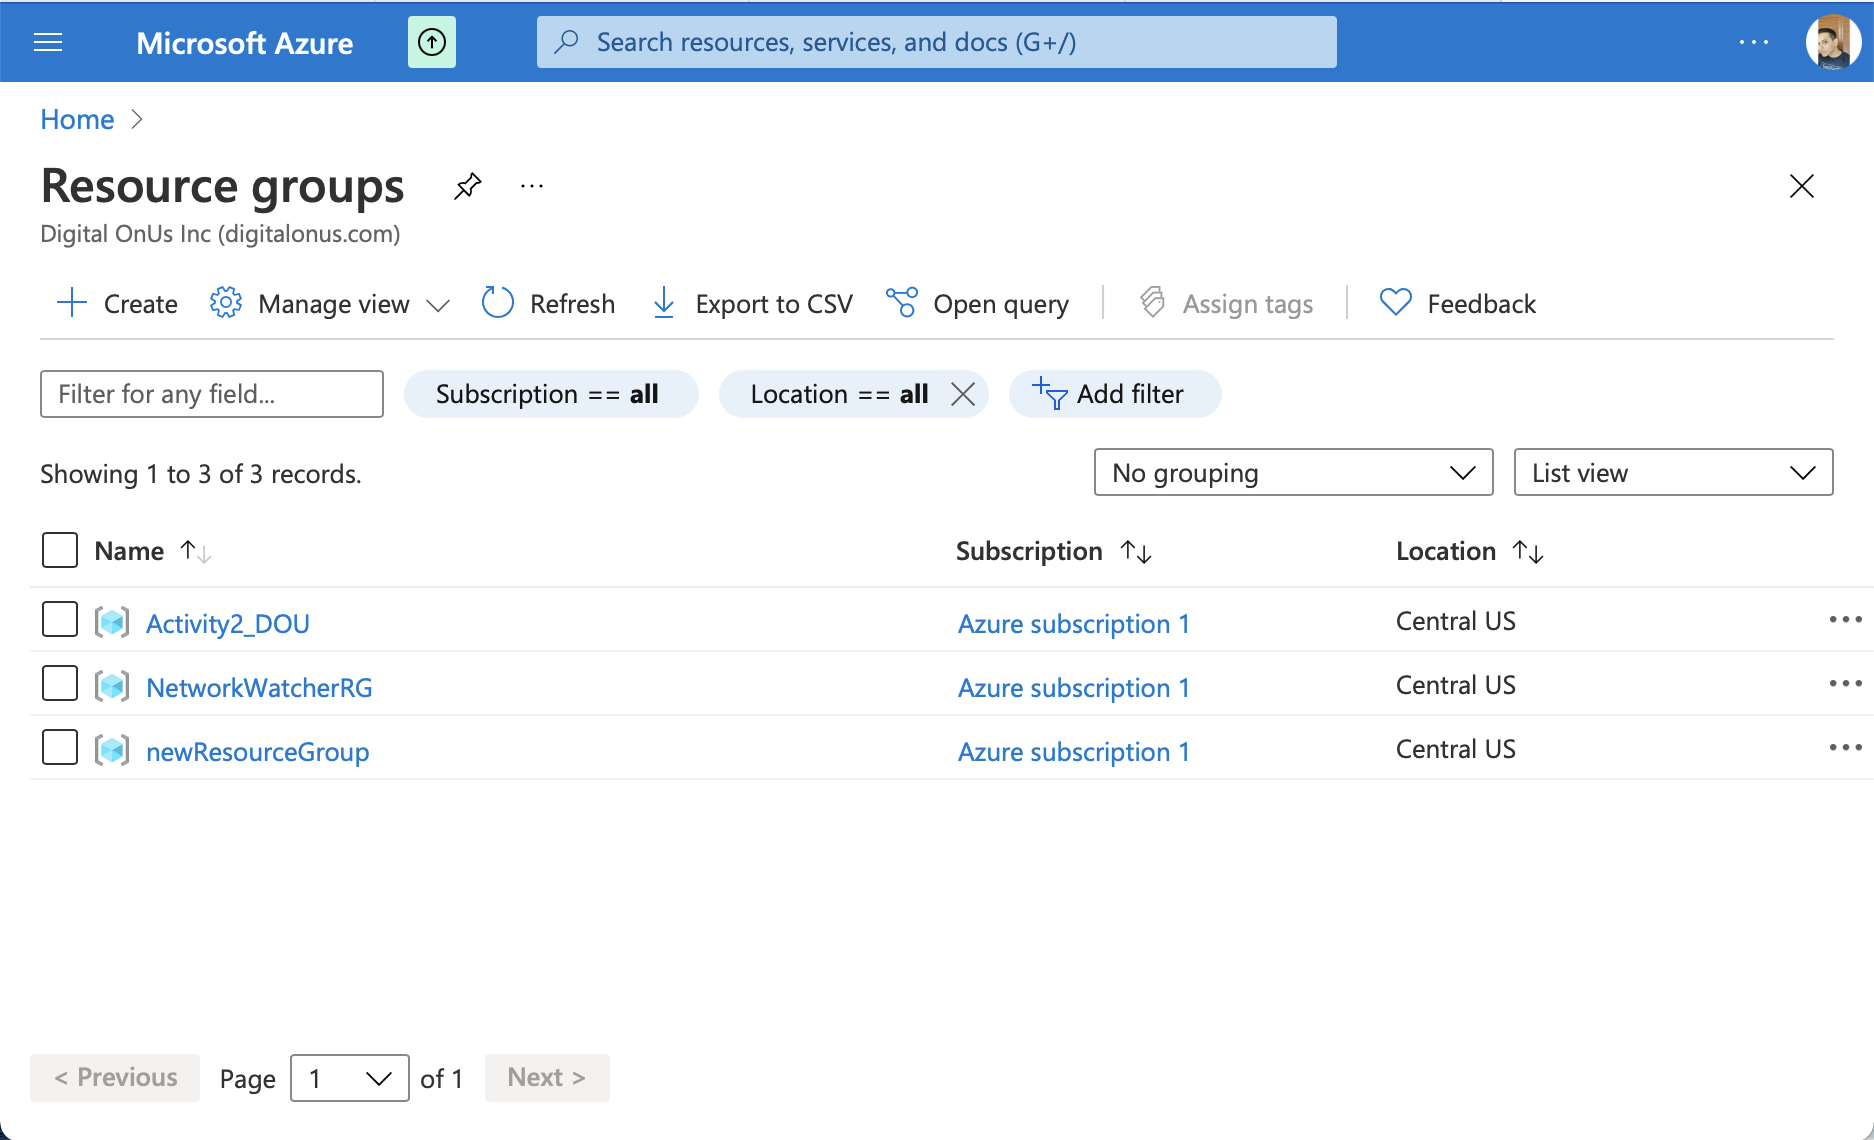 Microsoft Azure
Search resources, services, and docs (G+/)
Home
Resource groups
Digital OnUs Inc (digitalonus.com)
Create Manage view Refresh Export to CSV Open query Assign tags Feedback
Filter for any field... Subscription == all Location == all Add filter
Showing 1 to 3 of 3 records. No grouping List view
Name Subscription Location
Activity2_DOU Azure subscription 1 Central US
NetworkWatcherRG Azure subscription 1 Central US
newResourceGroup Azure subscription 1 Central US
< Previous Page 1 of 1 Next >